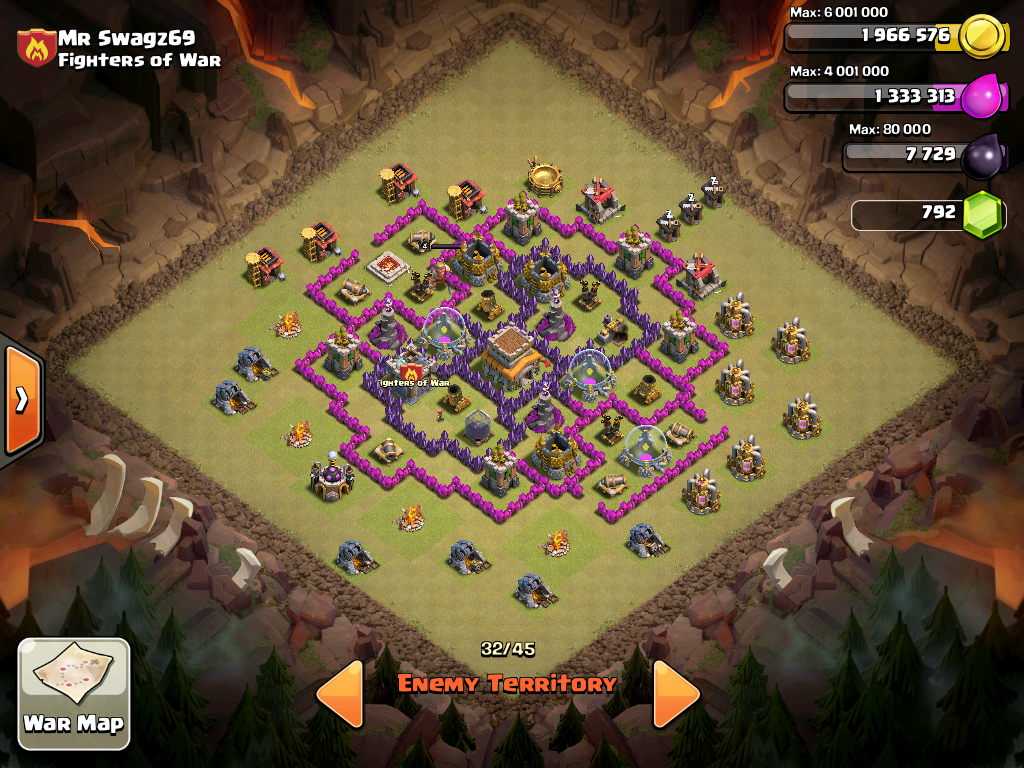 Mr Swagz69
Fighters of War
Max: 6 001 000
1 966 576
Max: 4 001 000
1 333 313
Max: 80 000
7 729
792
z
z
z
Fighters of War
32/45
Enemy Territory
War Map